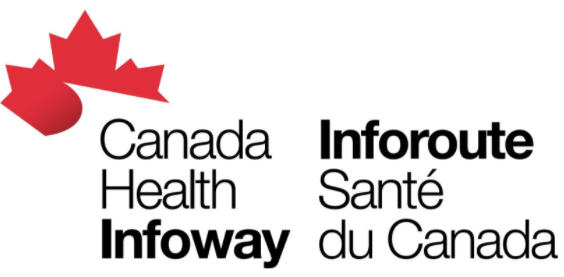 Canada
Health
Infoway
Inforoute
Santé
du Canada